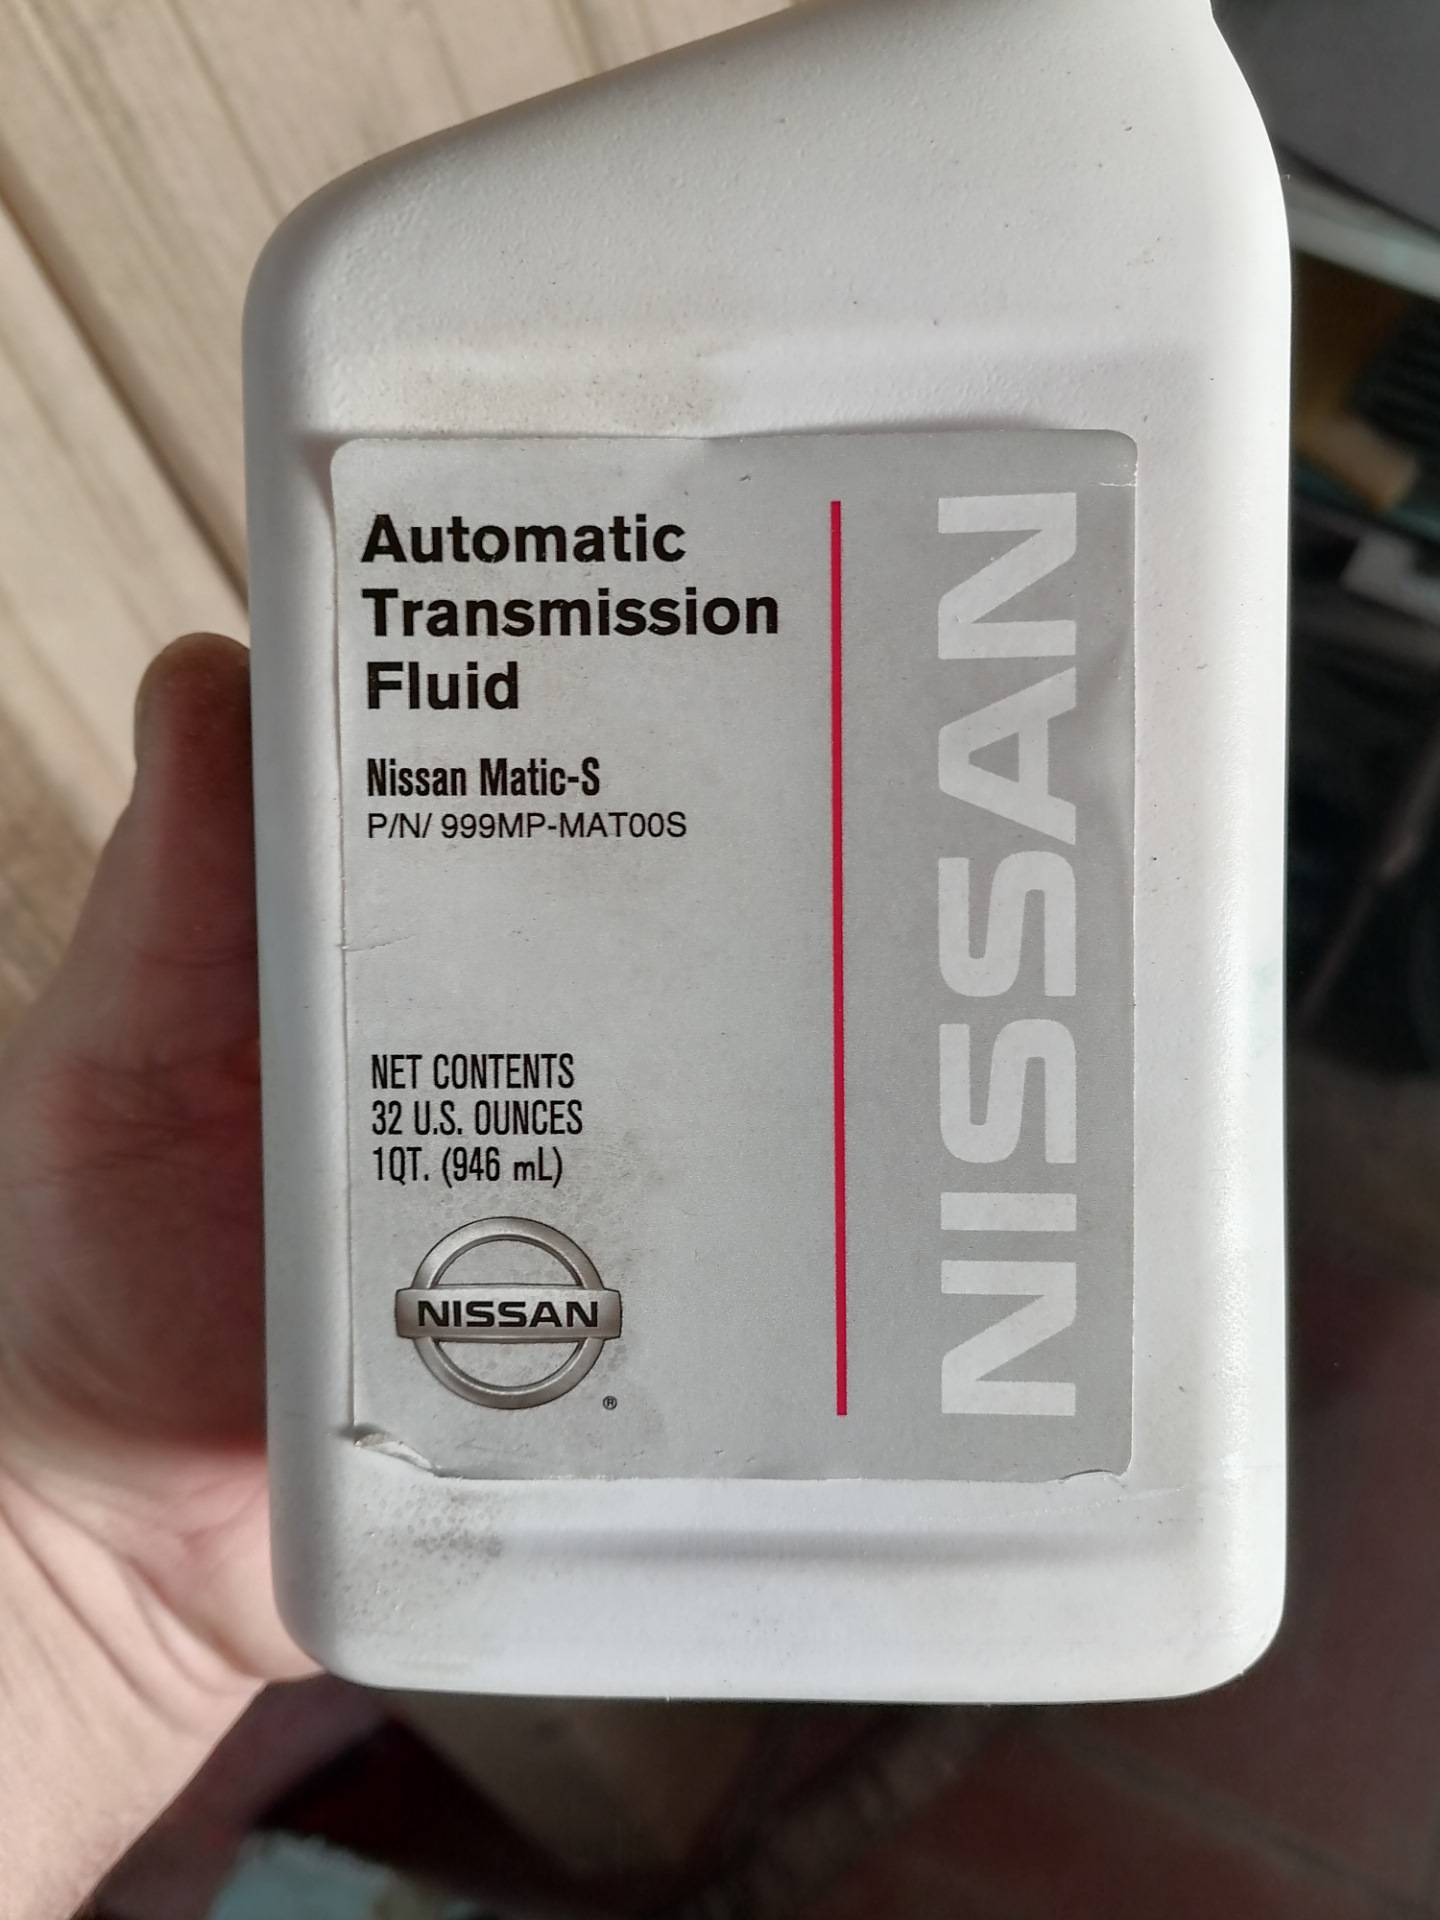 Automatic
Transmission
Fluid
Nissan Matic-S
P/N/ 999MP-MAT00S
NET CONTENTS
32 U.S. OUNCES
1QT. (946 mL)
NISSAN
®
NISSAN